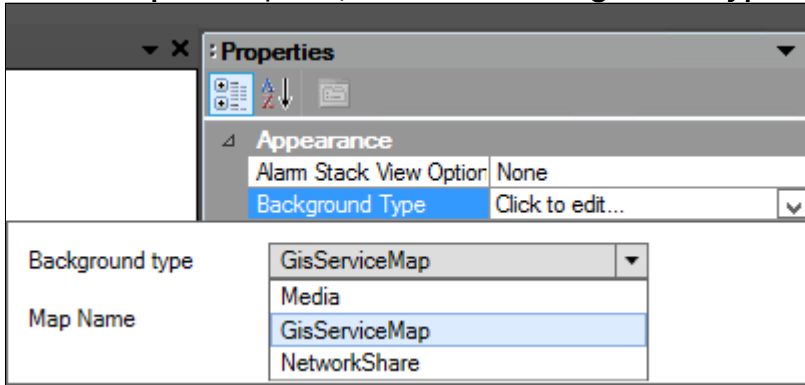 Properties
Appearance
Alarm Stack View Option None
Background Type Click to edit...
Background type GisServiceMap
Media
Map Name
GisServiceMap
NetworkShare